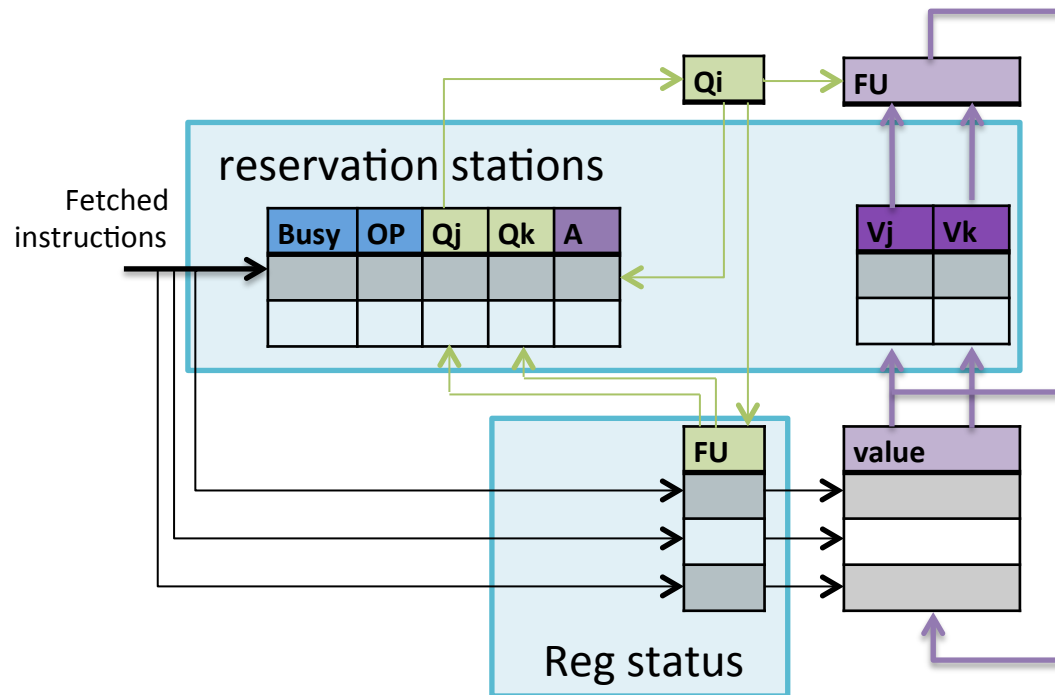 Qi
FU
reservation stations
Fetched
instructions
Busy OP Qj Qk A
Vj Vk
FU
value
Reg status